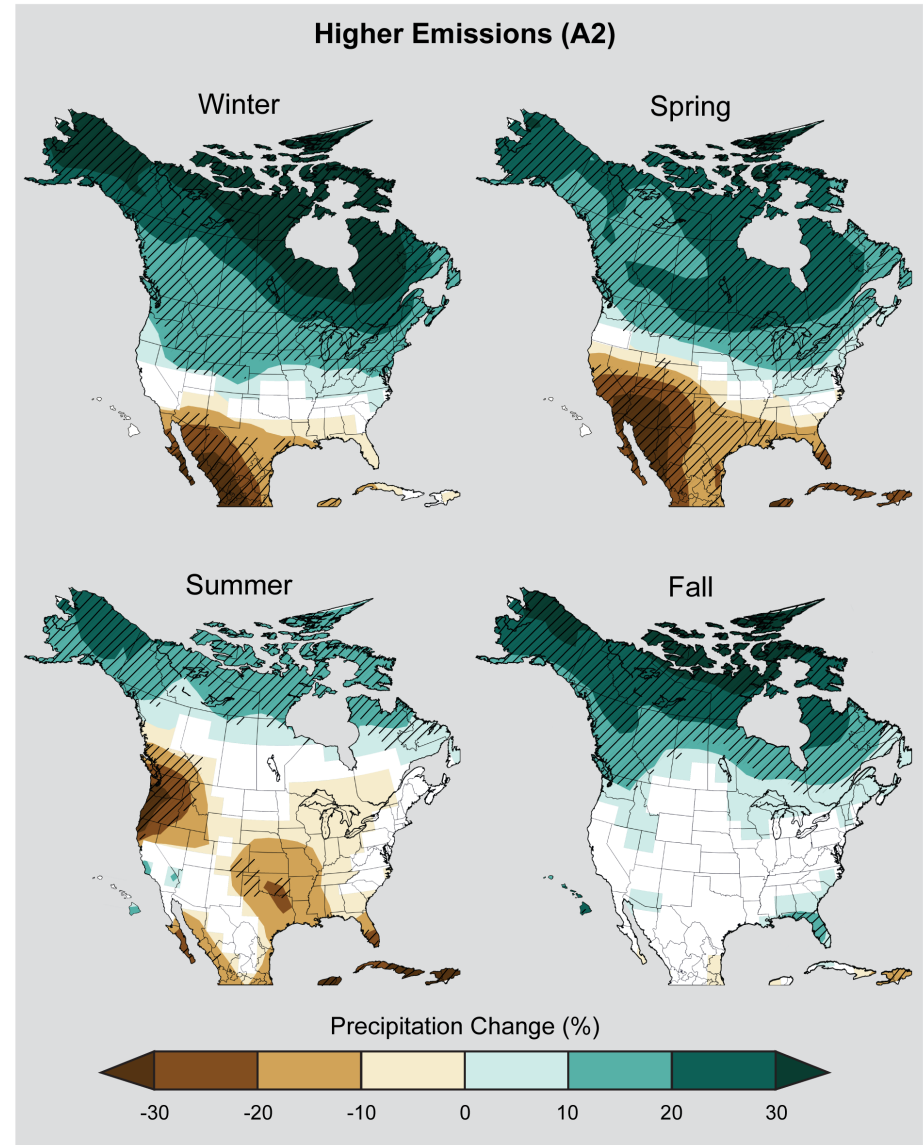 Higher Emissions (A2)
Winter
Spring
Summer
Fall
Precipitation Change (%)
-30 -20 -10 0 10 20 30